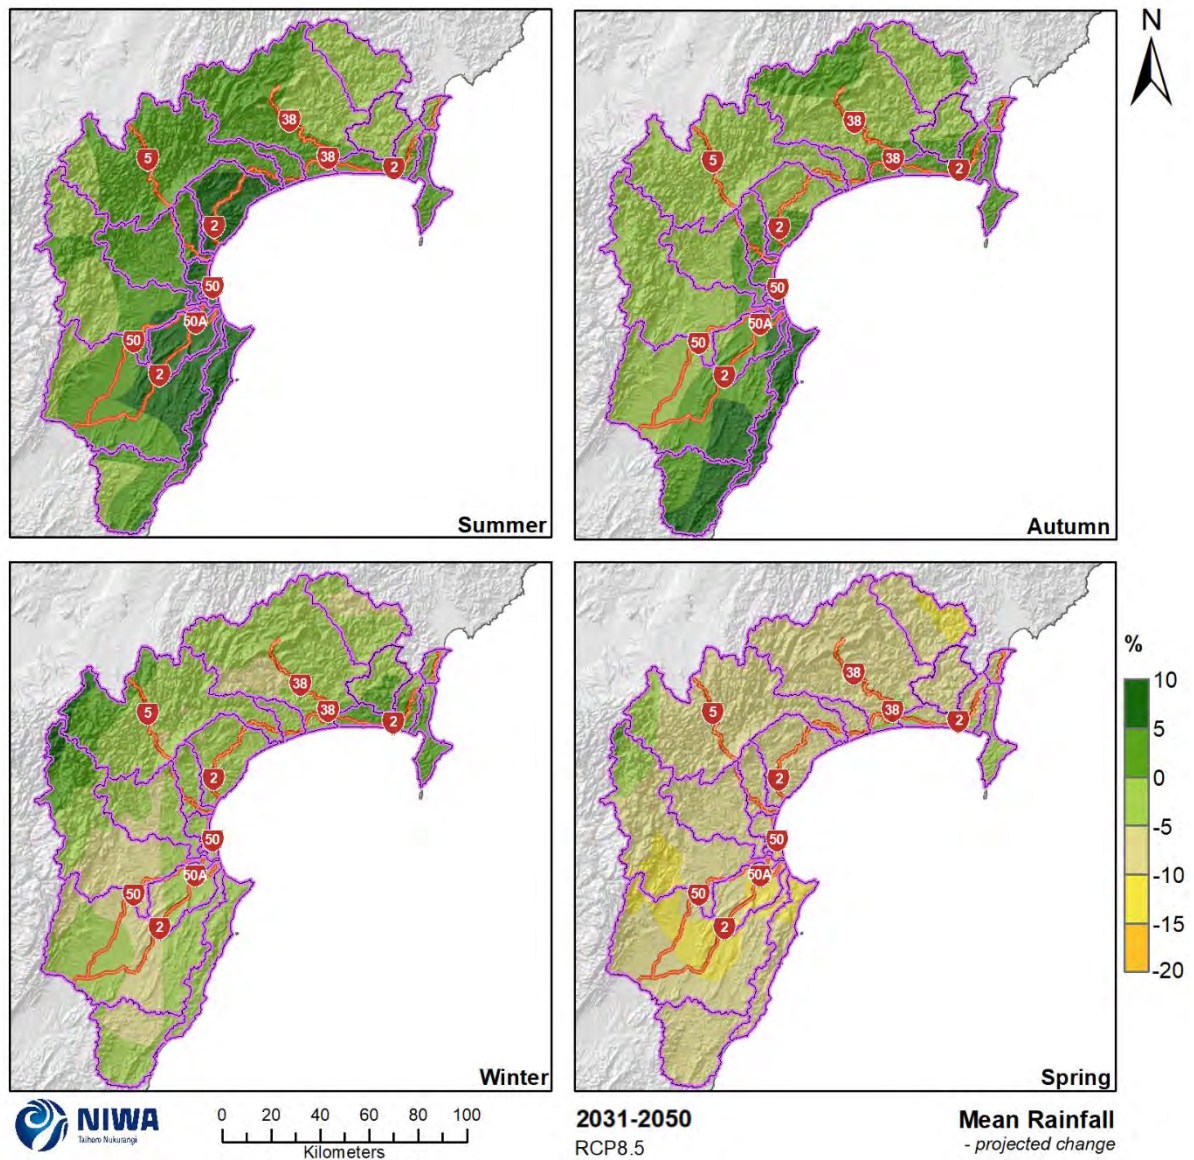 N
38
5
38
2
2
50
50A
50
2
Summer
38
5
38
2
2
50
50A
50
2
Autumn
38
5
38
2
2
50
50A
50
2
Winter
38
5
38
2
2
50
50A
50
2
Spring
%
10
5
0
-5
-10
-15
-20
NIWA
Taihoro Nukurangi
0 20 40 60 80 100
Kilometers
2031-2050
RCP8.5
Mean Rainfall
- projected change